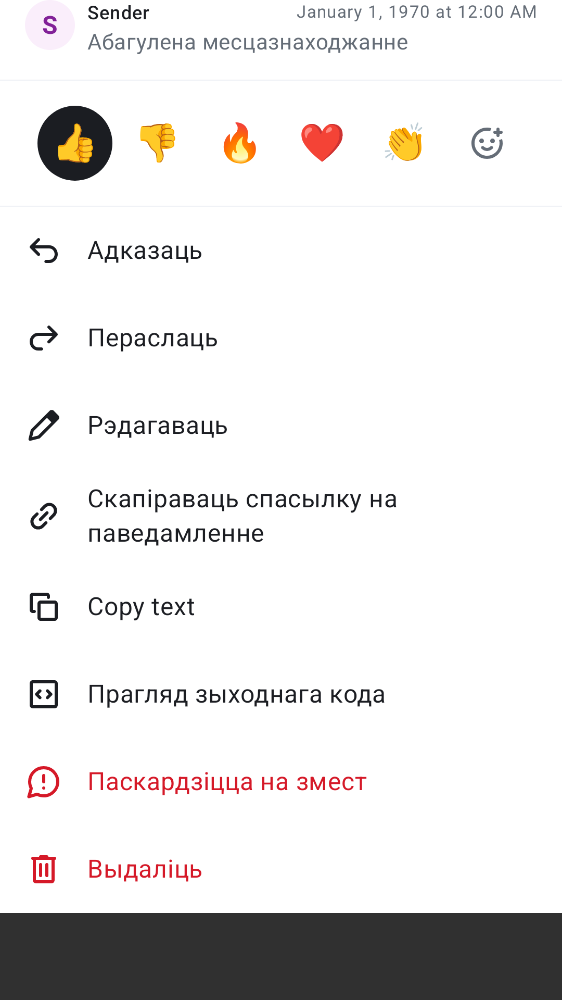 S
Sender
January 1, 1970 at 12:00 AM
Абагулена месцазнаходжанне
Адказаць
Пераслаць
Рэдагаваць
Скапіраваць спасылку на
паведамленне
Copy text
Прагляд зыходнага кода
Паскардзіцца на змест
Выдаліць